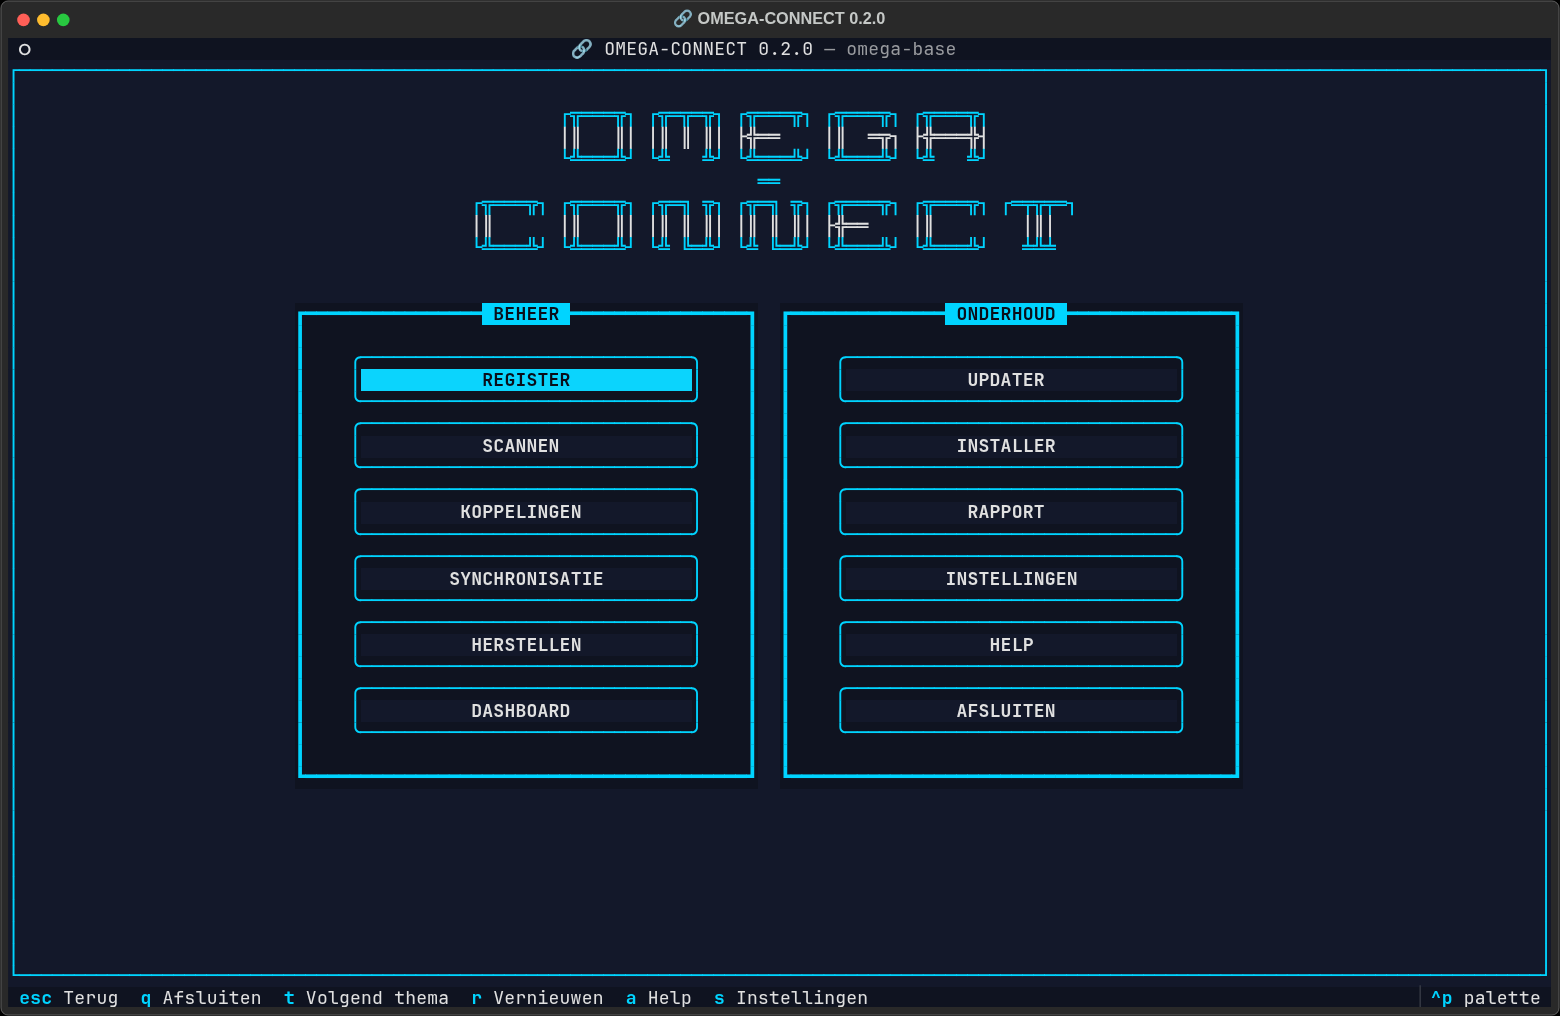 🔗 OMEGA-CONNECT 0.2.0
🔗 OMEGA-CONNECT 0.2.0 — omega-base
OMEGA
-
CONNECT
BEHEER
REGISTER
SCANNEN
KOPPELINGEN
SYNCHRONISATIE
HERSTELLEN
DASHBOARD
ONDERHOUD
UPDATER
INSTALLER
RAPPORT
INSTELLINGEN
HELP
AFSLUITEN
esc Terug q Afsluiten t Volgend thema r Vernieuwen a Help s Instellingen ^p palette